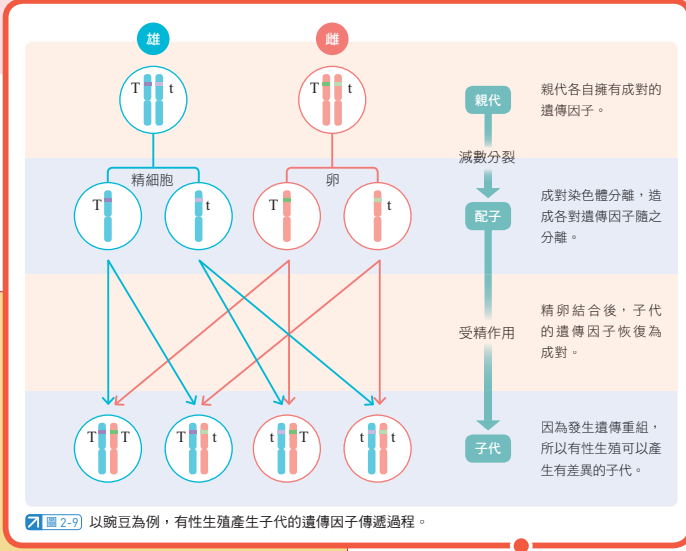 雄
雌
T t
T t
親代
親代各自擁有成對的
遺傳因子。
減數分裂
精細胞
卵
T
t
T
t
配子
成對染色體分離，造
成各對遺傳因子隨之
分離。
受精作用
精卵結合後，子代
的遺傳因子恢復為
成對。
T T
T t
t T
t t
子代
因為發生遺傳重組，
所以有性生殖可以產
生有差異的子代。
圖 2-9 以豌豆為例，有性生殖產生子代的遺傳因子傳遞過程。